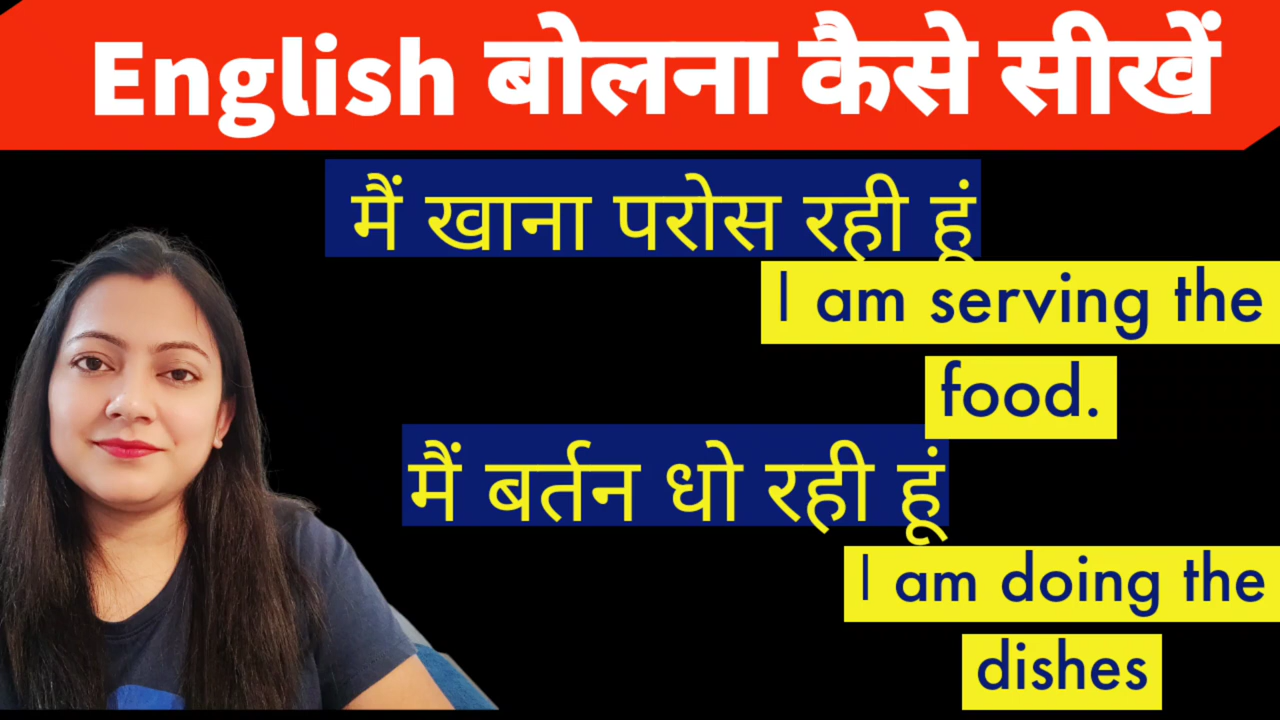 English बोलना कैसे सीखें
मैं खाना परोस रही हूं
I am serving the
food.
मैं बर्तन धो रही हूं
I am doing the
dishes